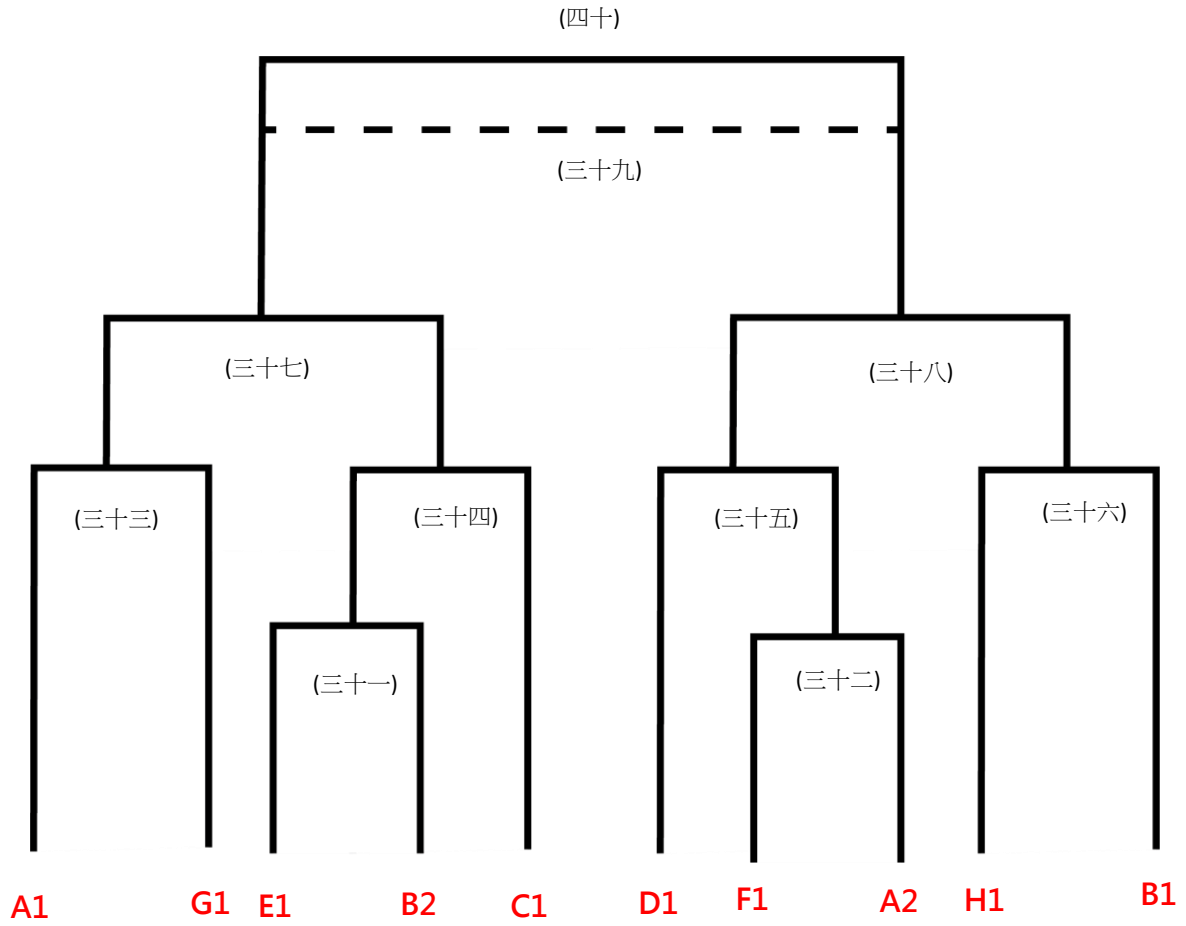 (四十)
(三十九)
(三十七)
(三十八)
(三十三)
(三十四)
(三十五)
(三十六)
(三十一)
(三十二)
A1
G1
E1
B2
C1
D1
F1
A2
H1
B1